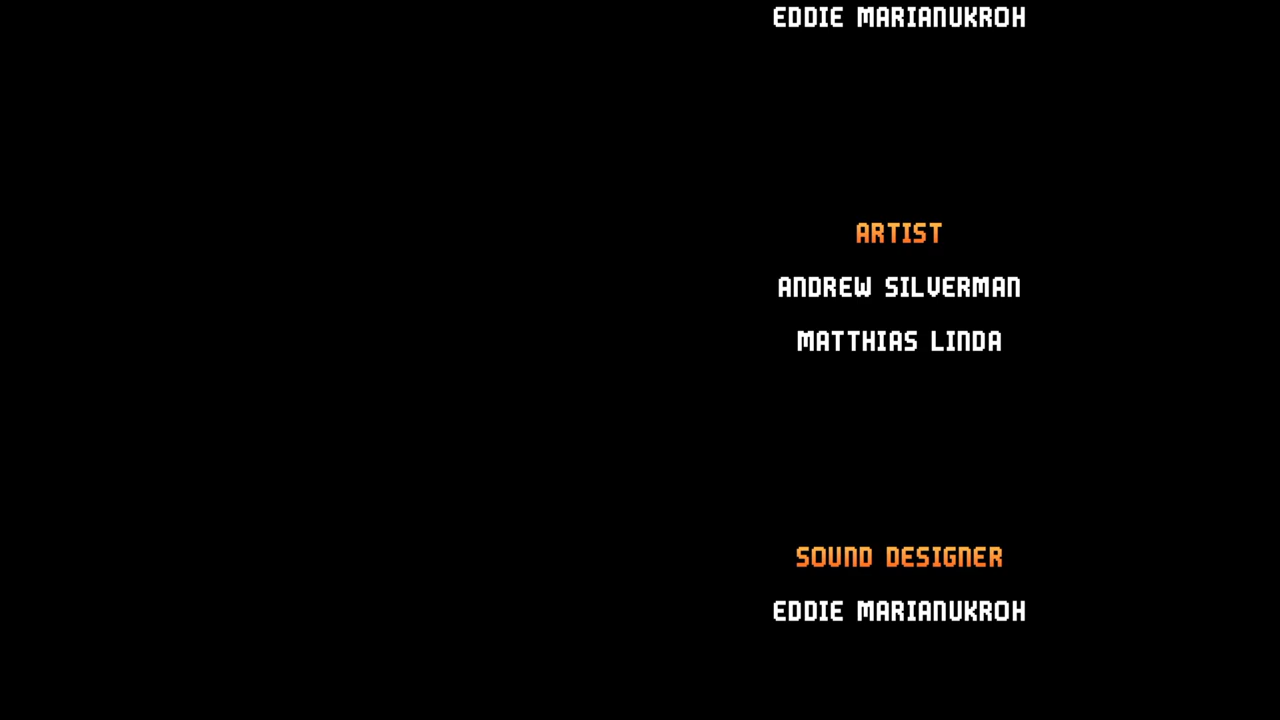 EDDIE MARIANUKROH
ARTIST
ANDREW SILVERMAN
MATTHIAS LINDA
SOUND DESIGNER
EDDIE MARIANUKROH